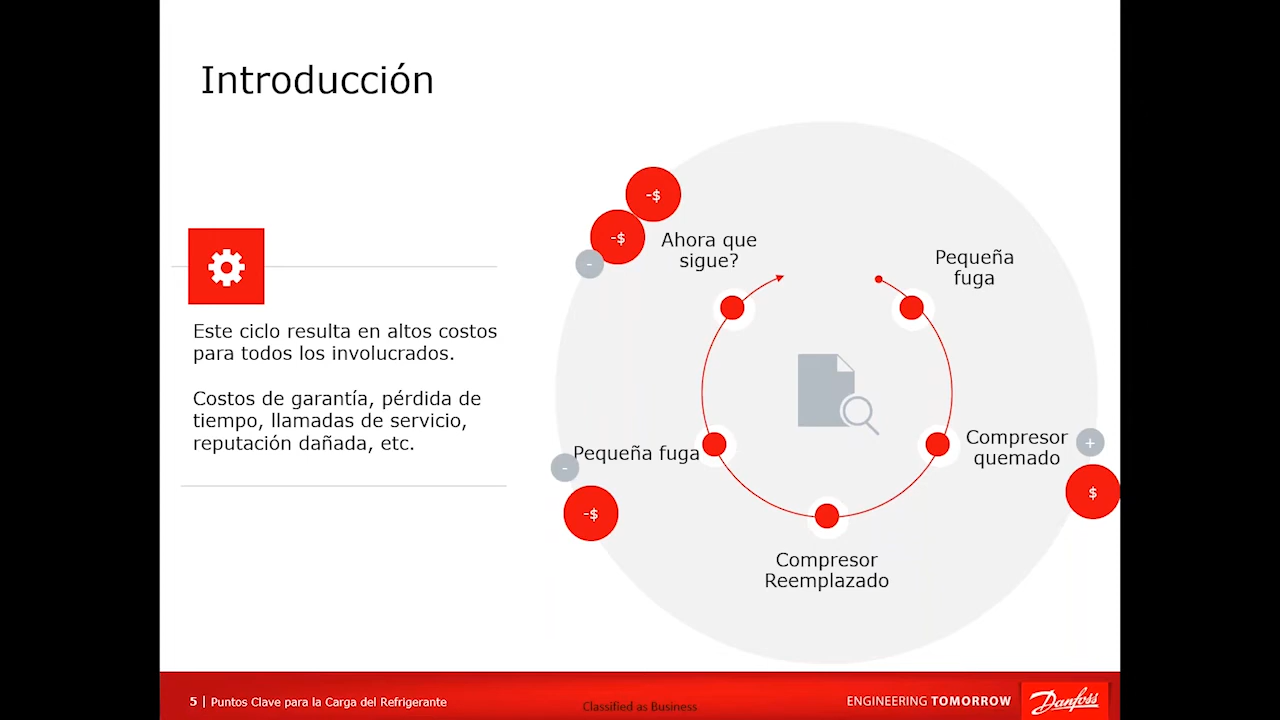 Introducción
Este ciclo resulta en altos costos
para todos los involucrados.
Costos de garantía, pérdida de
tiempo, llamadas de servicio,
reputación dañada, etc.
-$
-$
-
Ahora que
sigue?
Pequeña
fuga
Compresor
quemado
+
$
Compresor
Reemplazado
Pequeña fuga
-
-$
5 | Puntos Clave para la Carga del Refrigerante
Classified as Business
ENGINEERING TOMORROW
Danfoss